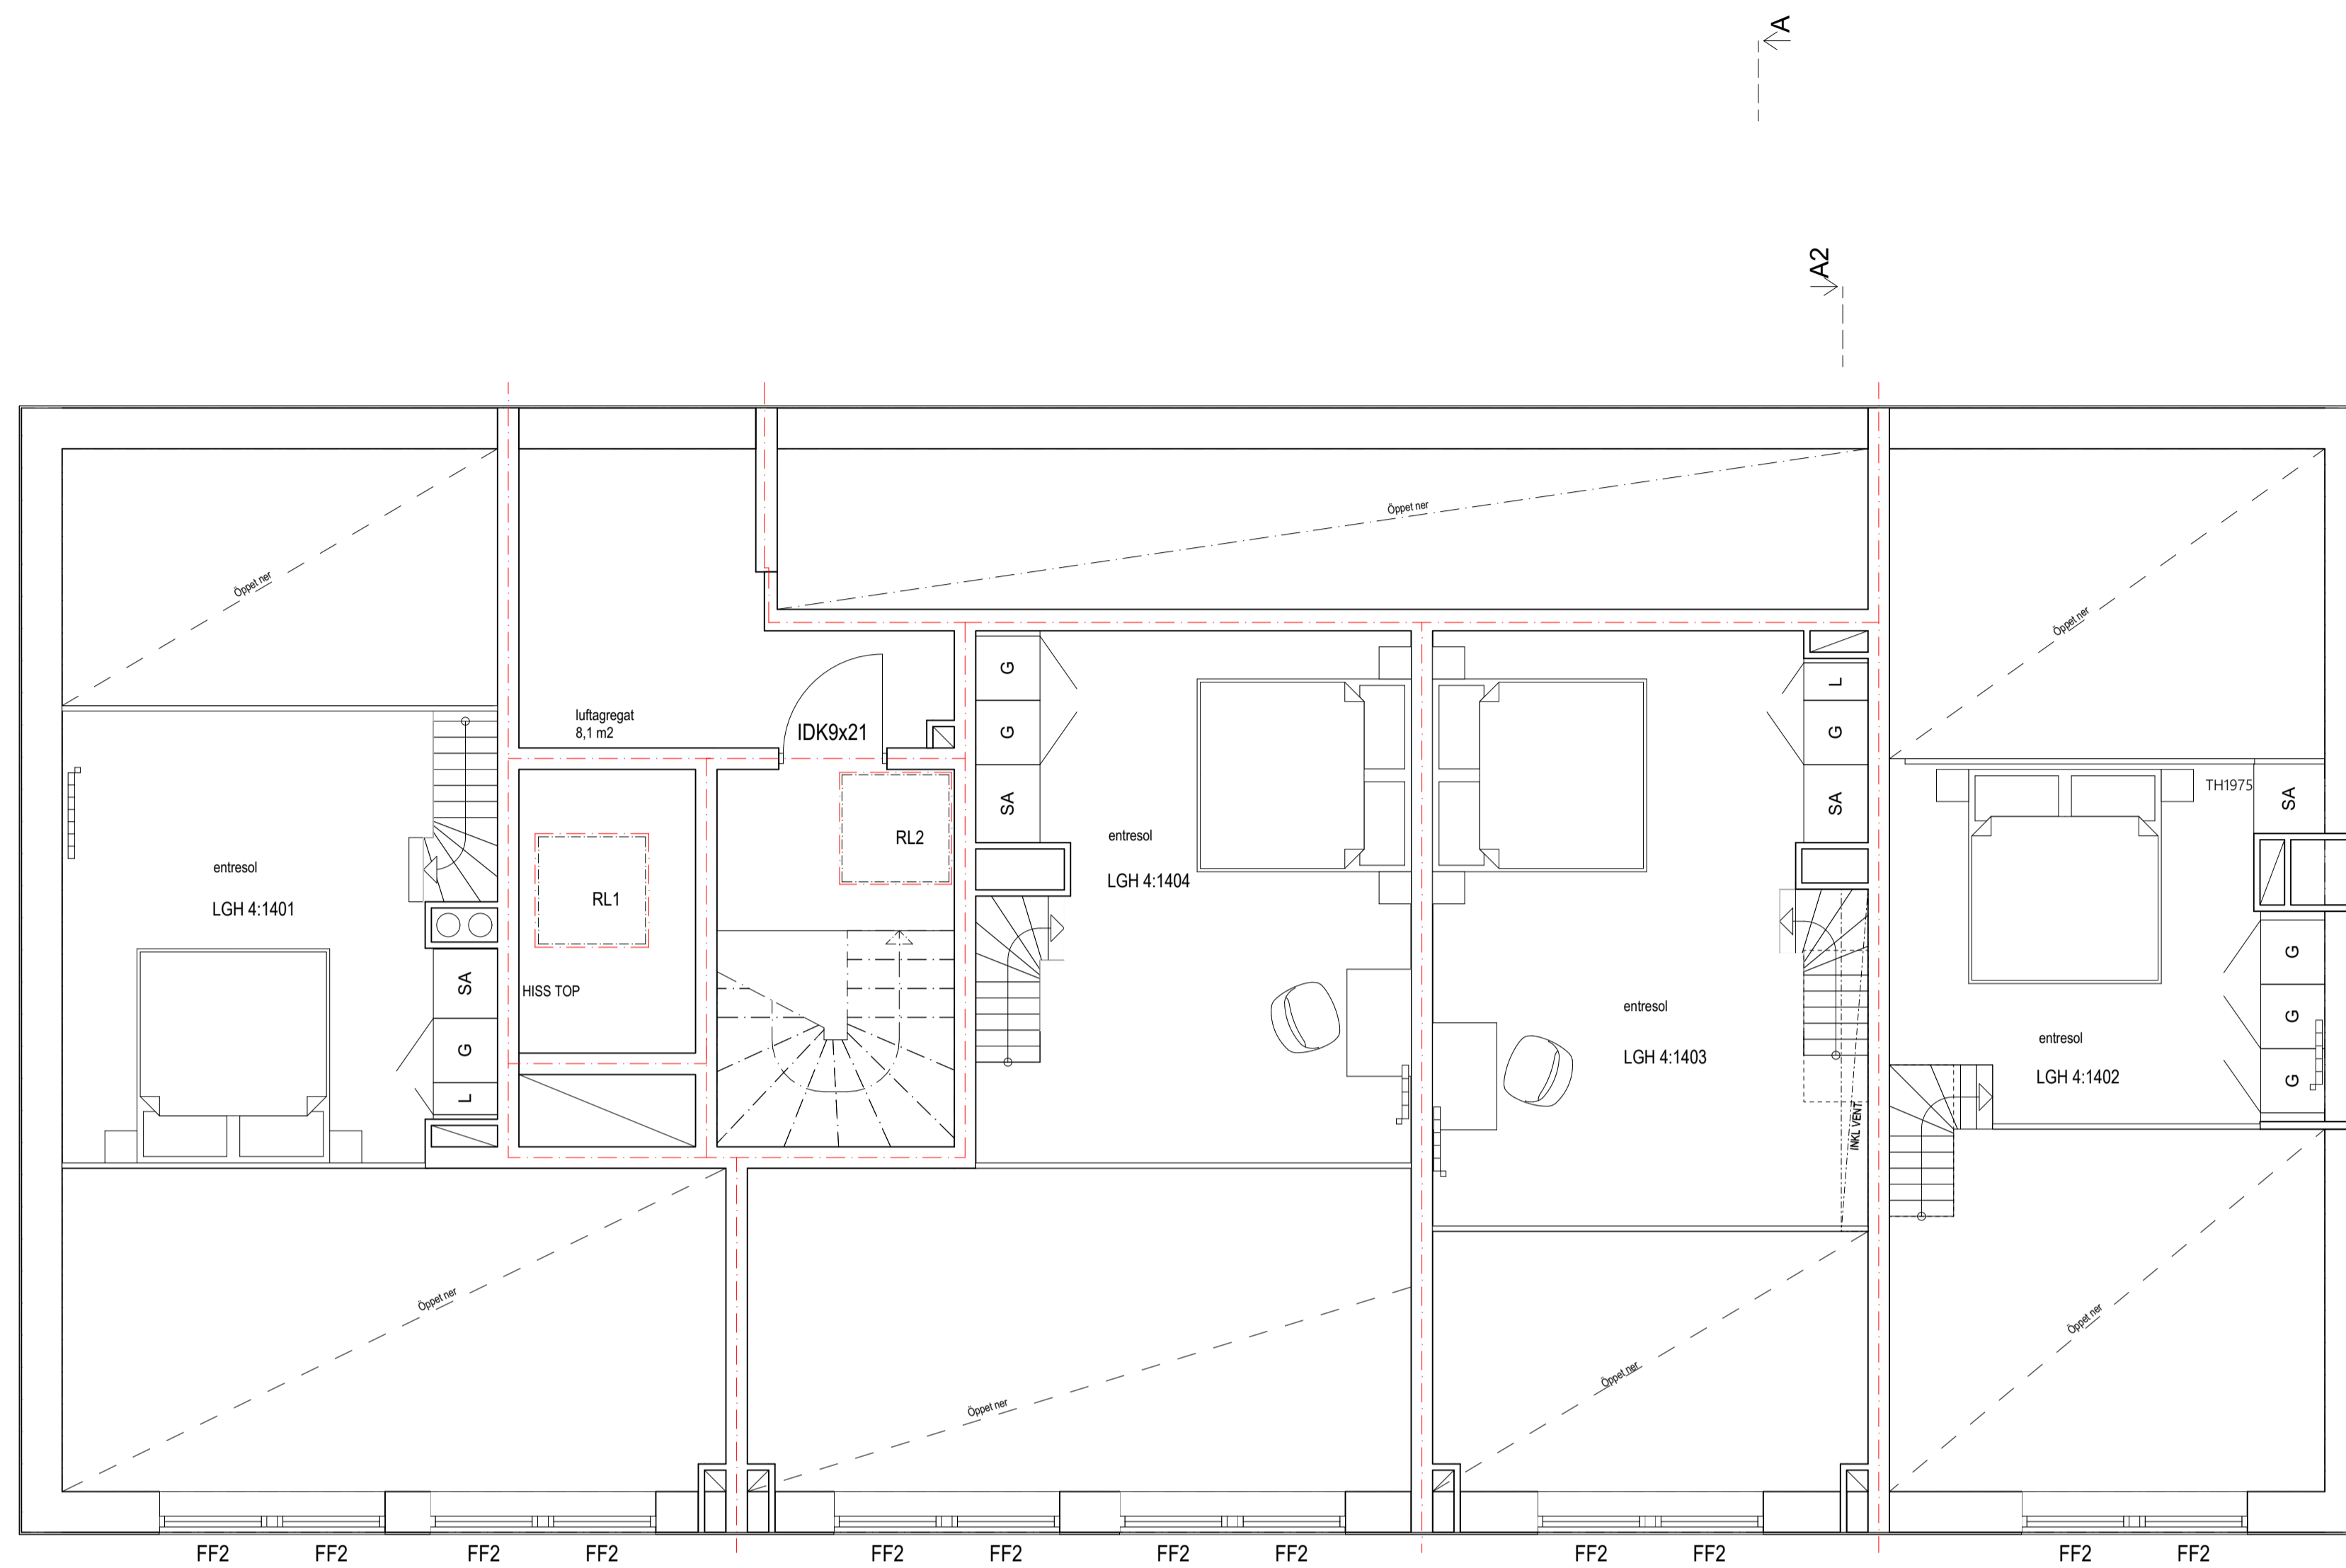 A
A2
Öppet ner
Öppet ner
Öppet ner
G
L
luftagregat
8,1 m2
IDK9x21
G
G
TH1975
SA
SA
SA
RL2
entresol
entresol
LGH 4:1401
RL1
LGH 4:1404
G
SA
HISS TOP
entresol
G
G
entresol
LGH 4:1403
LGH 4:1402
G
L
INKL VENT.
Öppet ner
Öppet ner
Öppet ner
Öppet ner
FF2
FF2
FF2
FF2
FF2
FF2
FF2
FF2
FF2
FF2
FF2
FF2